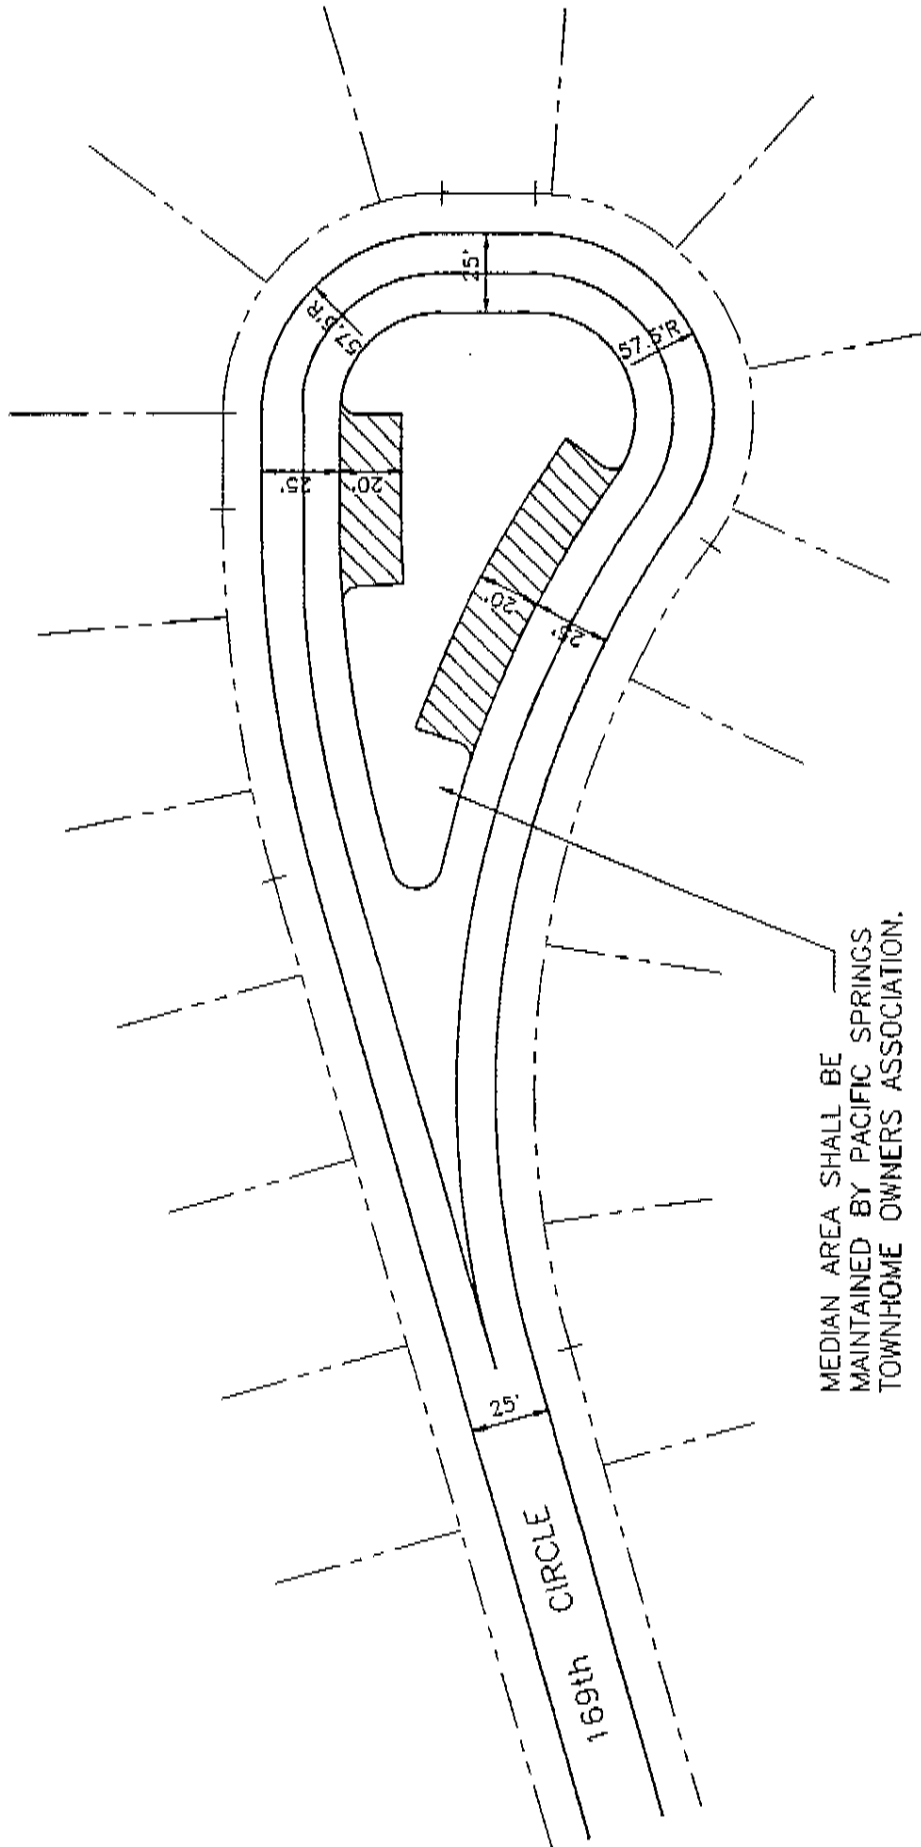 25'
57.5'R
25'
20'
57.5'R
20'
25'
25'
169th CIRCLE
MEDIAN AREA SHALL BE
MAINTAINED BY PACIFIC SPRINGS
TOWNHOME OWNERS ASSOCIATION.